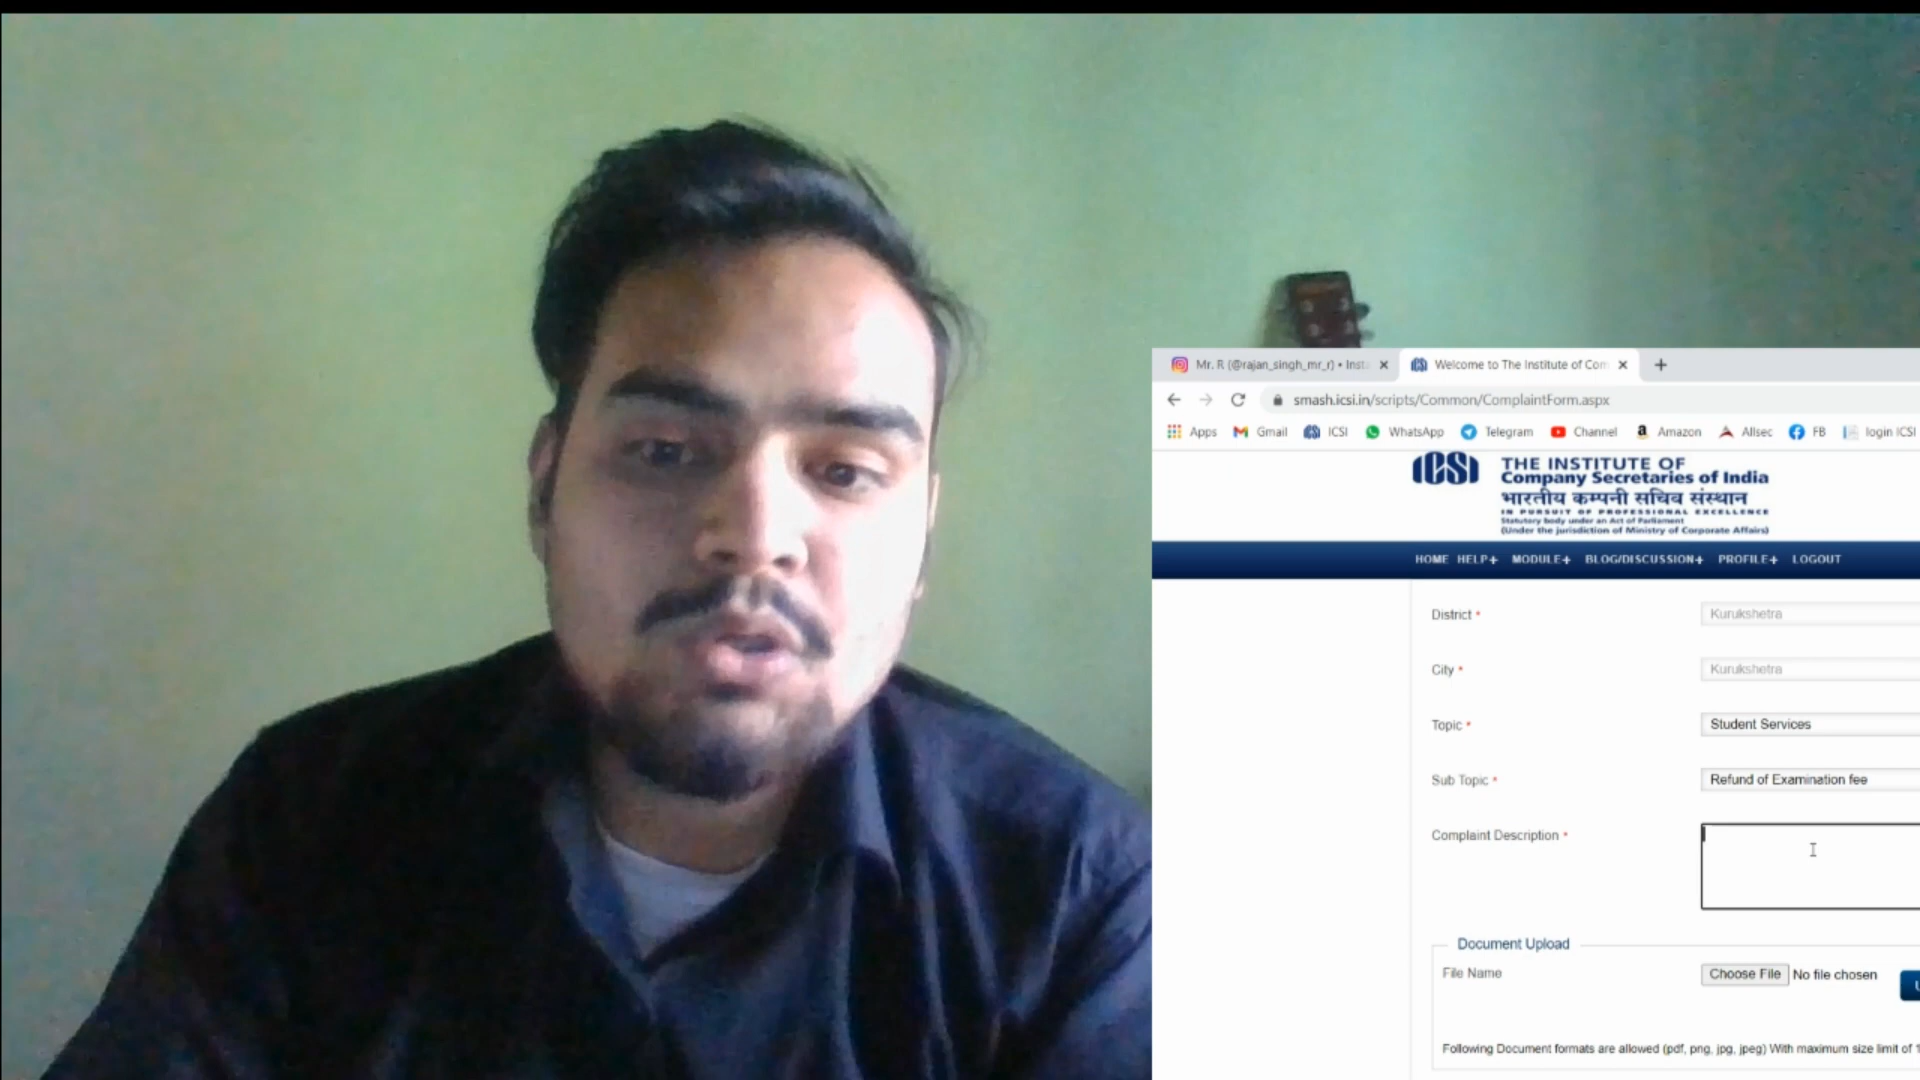 Mr. R (@rajan_singh_mr_r) • Insta
Welcome to The Institute of Com
smash.icsi.in/scripts/Common/ComplaintForm.aspx
Apps Gmail ICSI WhatsApp Telegram Channel Amazon Allsec FB login ICSI
ICSI
THE INSTITUTE OF
Company Secretaries of India
भारतीय कम्पनी सचिव संस्थान
IN PURSUIT OF PROFESSIONAL EXCELLENCE
Statutory body under an Act of Parliament
(Under the jurisdiction of Ministry of Corporate Affairs)
HOME HELP+ MODULE+ BLOG/DISCUSSION+ PROFILE+ LOGOUT
District * Kurukshetra
City * Kurukshetra
Topic * Student Services
Sub Topic * Refund of Examination fee
Complaint Description *
Document Upload
File Name Choose File No file chosen
Following Document formats are allowed (pdf, png, jpg, jpeg) With maximum size limit of